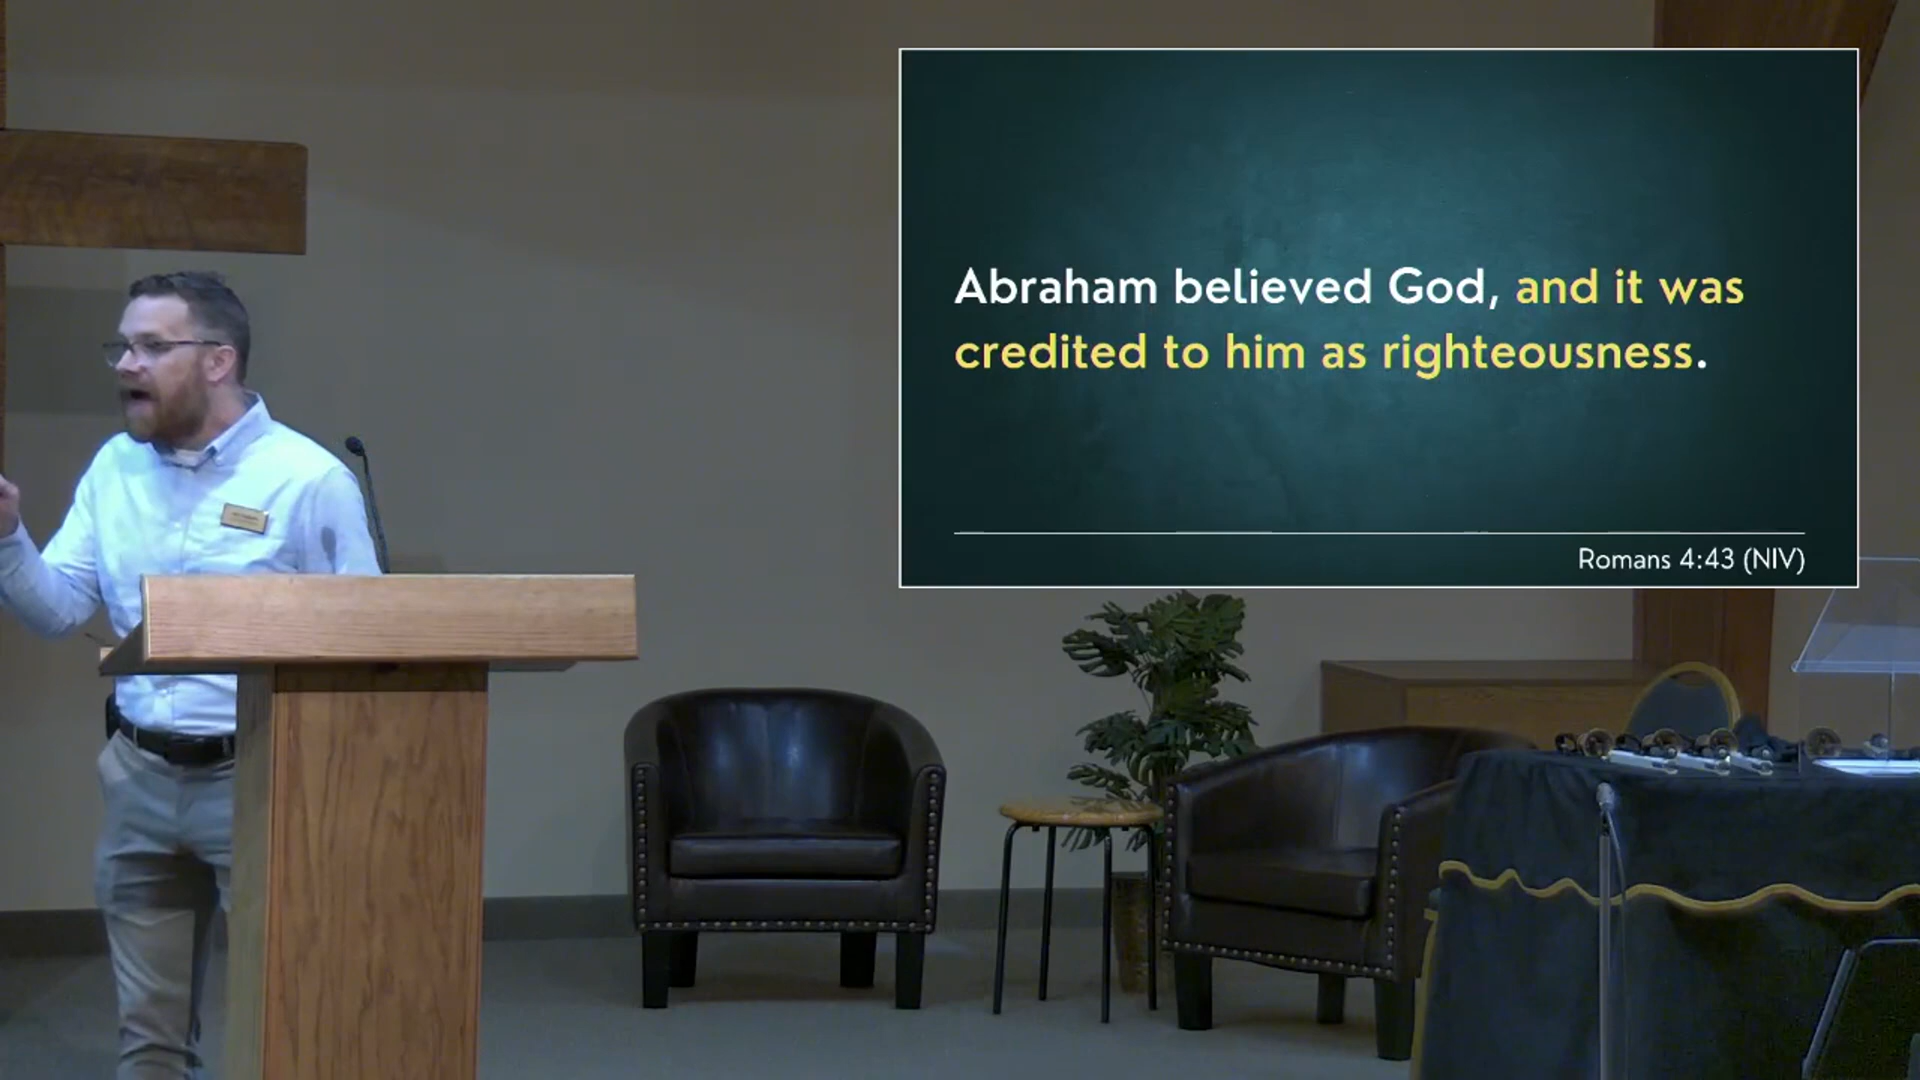 Abraham believed God, and it was
credited to him as righteousness.
Romans 4:43 (NIV)